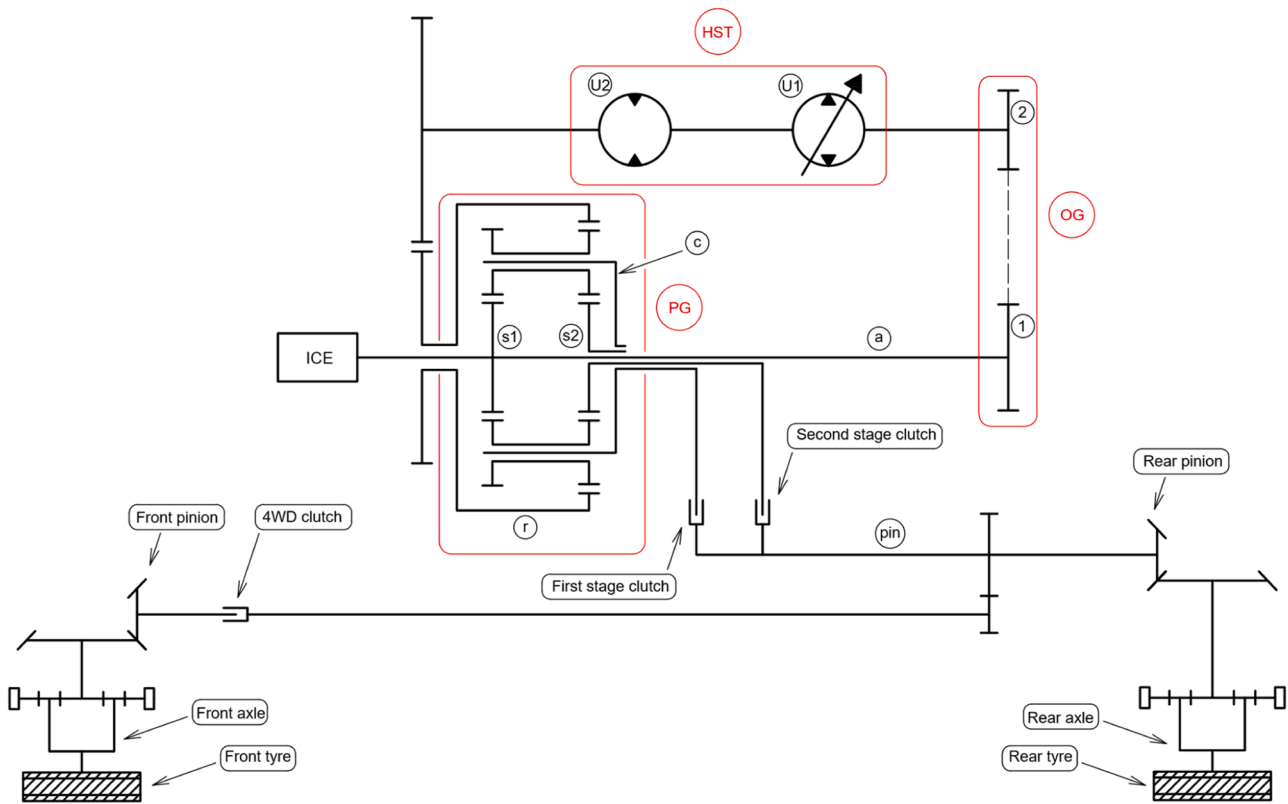 HST
U2
U1
2
OG
c
PG
s1
s2
a
1
ICE
Second stage clutch
Rear pinion
Front pinion
4WD clutch
r
pin
First stage clutch
Front axle
Rear axle
Front tyre
Rear tyre